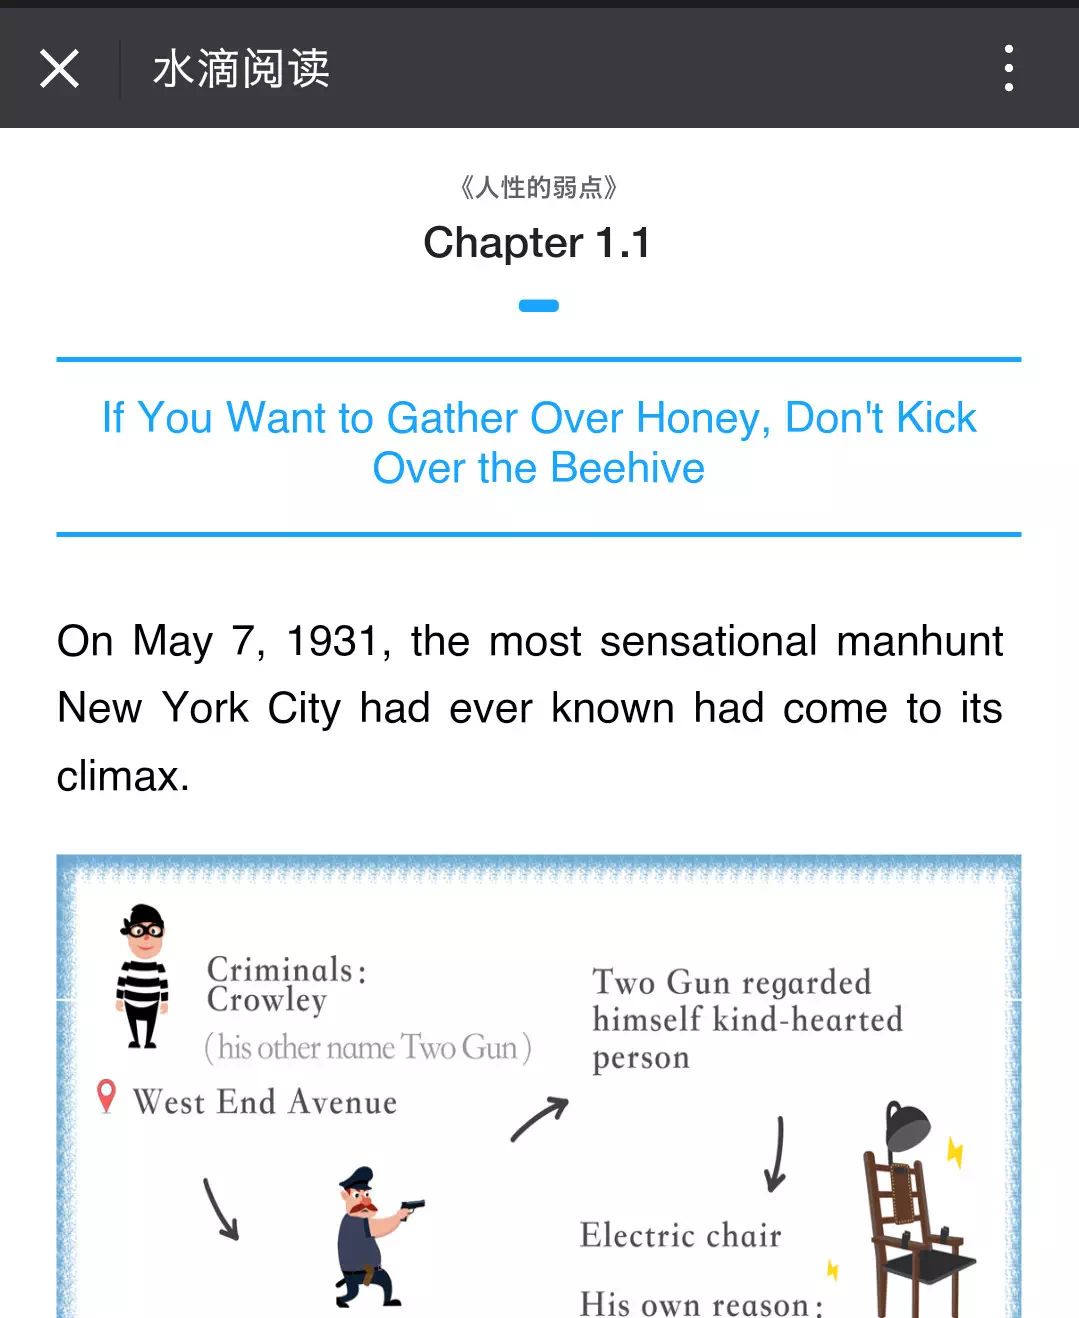 水滴阅读
《人性的弱点》
Chapter 1.1
If You Want to Gather Over Honey, Don't Kick
Over the Beehive
On May 7, 1931, the most sensational manhunt
New York City had ever known had come to its
climax.
Criminals:
Crowley
(his other name Two Gun)
West End Avenue
Two Gun regarded
himself kind-hearted
person
Electric chair
His own reason: